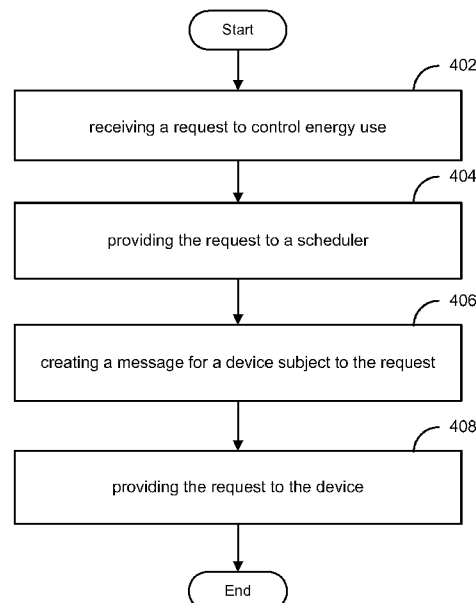 Start
402
receiving a request to control energy use
404
providing the request to a scheduler
406
creating a message for a device subject to the request
408
providing the request to the device
End